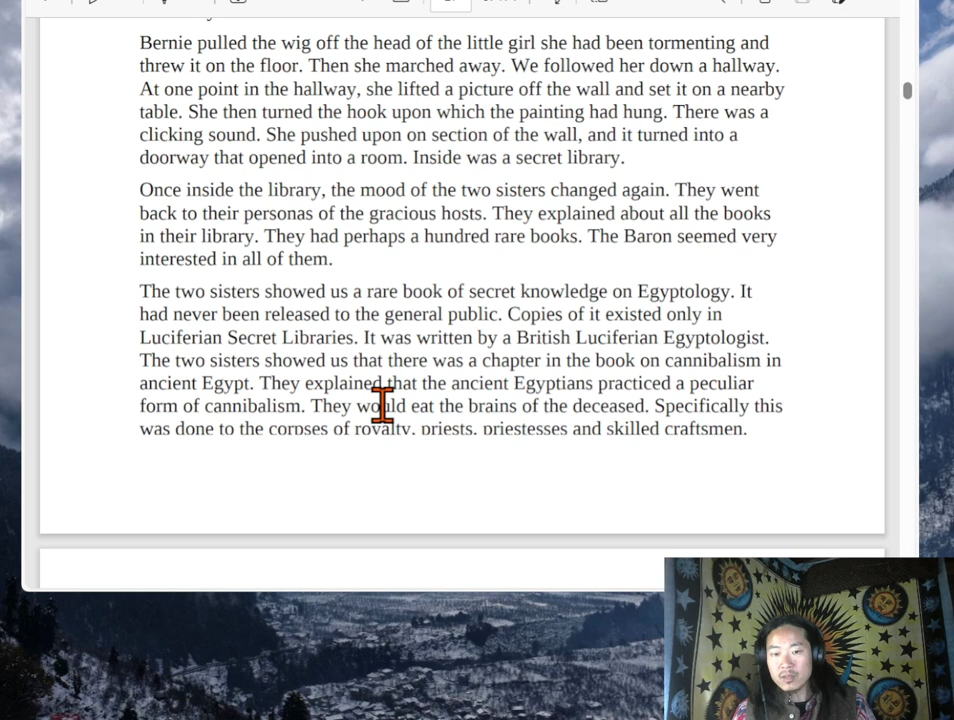 Bernie pulled the wig off the head of the little girl she had been tormenting and
threw it on the floor. Then she marched away. We followed her down a hallway.
At one point in the hallway, she lifted a picture off the wall and set it on a nearby
table. She then turned the hook upon which the painting had hung. There was a
clicking sound. She pushed upon on section of the wall, and it turned into a
doorway that opened into a room. Inside was a secret library.
Once inside the library, the mood of the two sisters changed again. They went
back to their personas of the gracious hosts. They explained about all the books
in their library. They had perhaps a hundred rare books. The Baron seemed very
interested in all of them.
The two sisters showed us a rare book of secret knowledge on Egyptology. It
had never been released to the general public. Copies of it existed only in
Luciferian Secret Libraries. It was written by a British Luciferian Egyptologist.
The two sisters showed us that there was a chapter in the book on cannibalism in
ancient Egypt. They explained that the ancient Egyptians practiced a peculiar
form of cannibalism. They would eat the brains of the deceased. Specifically this
was done to the corpses of royalty, priests, priestesses and skilled craftsmen.